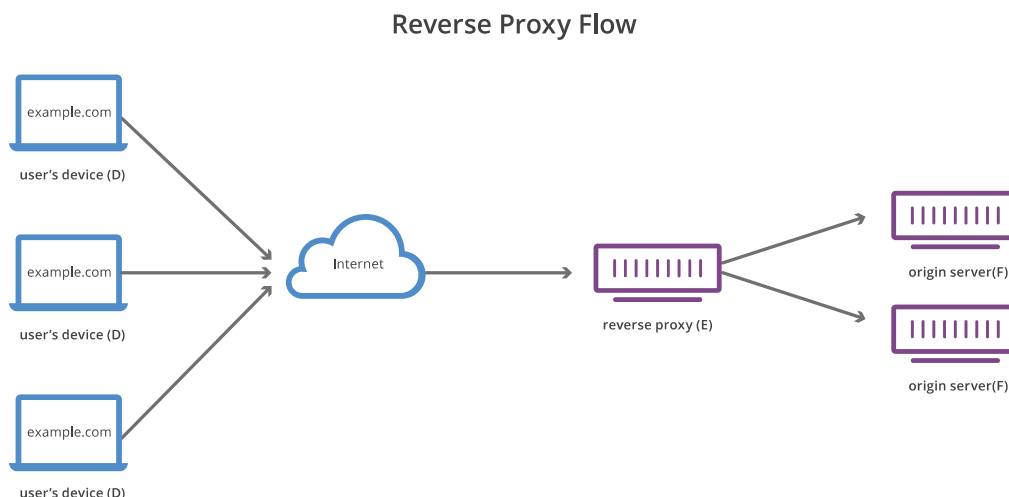 Reverse Proxy Flow
example.com
user's device (D)
example.com
user's device (D)
example.com
user's device (D)
Internet
reverse proxy (E)
origin server(F)
origin server(F)